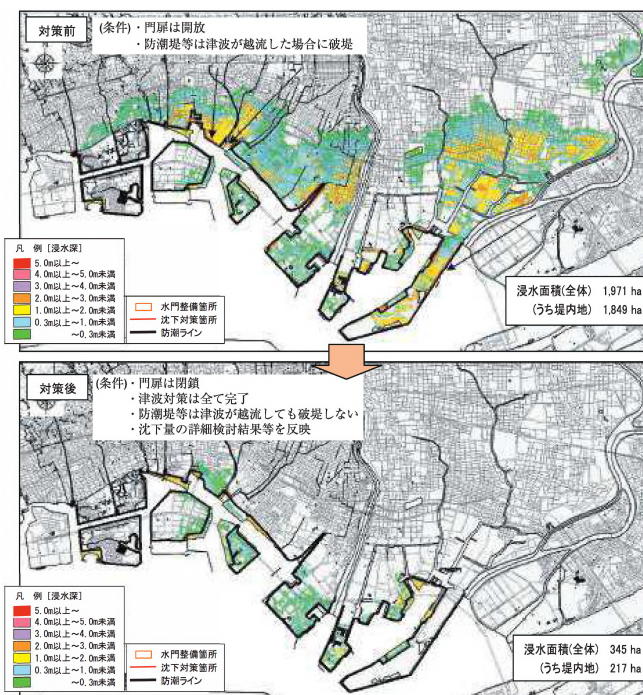 対策前
(条件)・門扉は開放
・防潮堤等は津波が越流した場合に破堤
凡 例 [浸水深]
5.0m以上~
4.0m以上~5.0m未満
3.0m以上~4.0m未満
2.0m以上~3.0m未満
1.0m以上~2.0m未満
0.3m以上~1.0m未満
~0.3m未満
水門整備箇所
沈下対策箇所
防潮ライン
浸水面積(全体) 1,971 ha
(うち堤内地) 1,849 ha
対策後
(条件)・門扉は閉鎖
・津波対策は全て完了
・防潮堤等は津波が越流しても破堤しない
・沈下量の詳細検討結果等を反映
凡 例 [浸水深]
5.0m以上~
4.0m以上~5.0m未満
3.0m以上~4.0m未満
2.0m以上~3.0m未満
1.0m以上~2.0m未満
0.3m以上~1.0m未満
~0.3m未満
水門整備箇所
沈下対策箇所
防潮ライン
浸水面積(全体) 345 ha
(うち堤内地) 217 ha